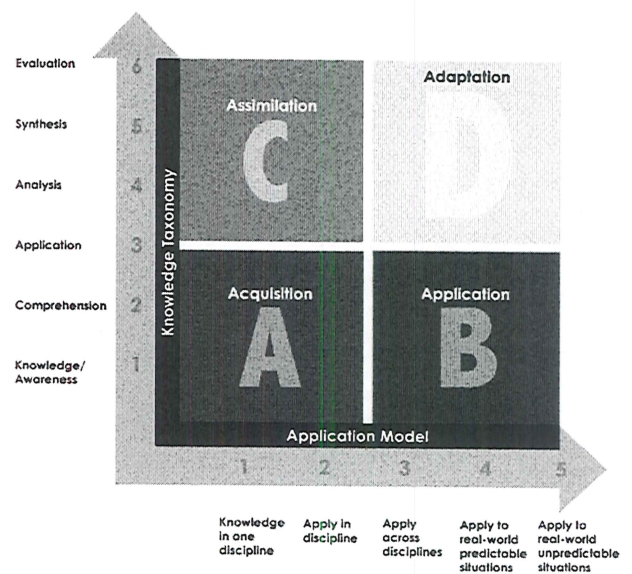 Evaluation
6
Synthesis
5
Analysis
4
Application
3
Comprehension
2
Knowledge/
Awareness
1
Knowledge Taxonomy
Assimilation
C
Adaptation
D
Acquisition
A
Application
B
Application Model
1 2 3 4 5
Knowledge
in one
discipline
Apply in
discipline
Apply
across
disciplines
Apply to
real-world
predictable
situations
Apply to
real-world
unpredictable
situations